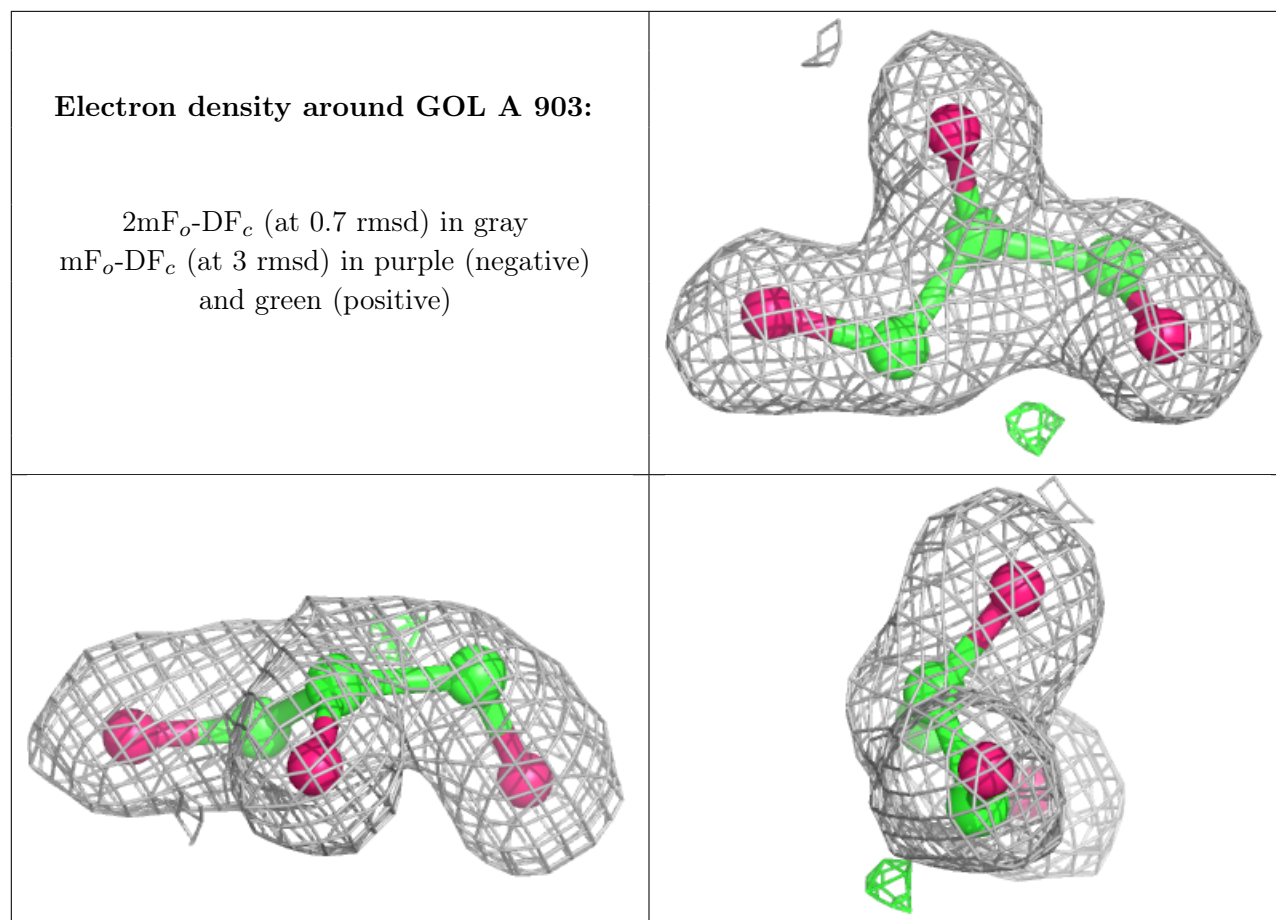 Electron density around GOL A 903:
2mFo-DFc (at 0.7 rmsd) in gray
mFo-DFc (at 3 rmsd) in purple (negative)
and green (positive)